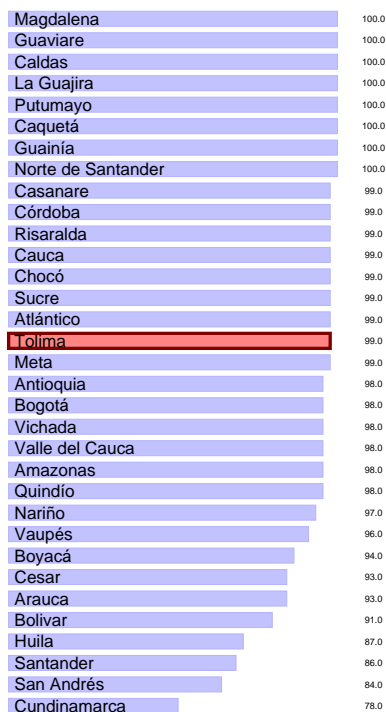 Magdalena 100.0
Guaviare 100.0
Caldas 100.0
La Guajira 100.0
Putumayo 100.0
Caquetá 100.0
Guainía 100.0
Norte de Santander 100.0
Casanare 99.0
Córdoba 99.0
Risaralda 99.0
Cauca 99.0
Chocó 99.0
Sucre 99.0
Atlántico 99.0
Tolima 99.0
Meta 99.0
Antioquia 98.0
Bogotá 98.0
Vichada 98.0
Valle del Cauca 98.0
Amazonas 98.0
Quindío 98.0
Nariño 97.0
Vaupés 96.0
Boyacá 94.0
Cesar 93.0
Arauca 93.0
Bolivar 91.0
Huila 87.0
Santander 86.0
San Andrés 84.0
Cundinamarca 78.0